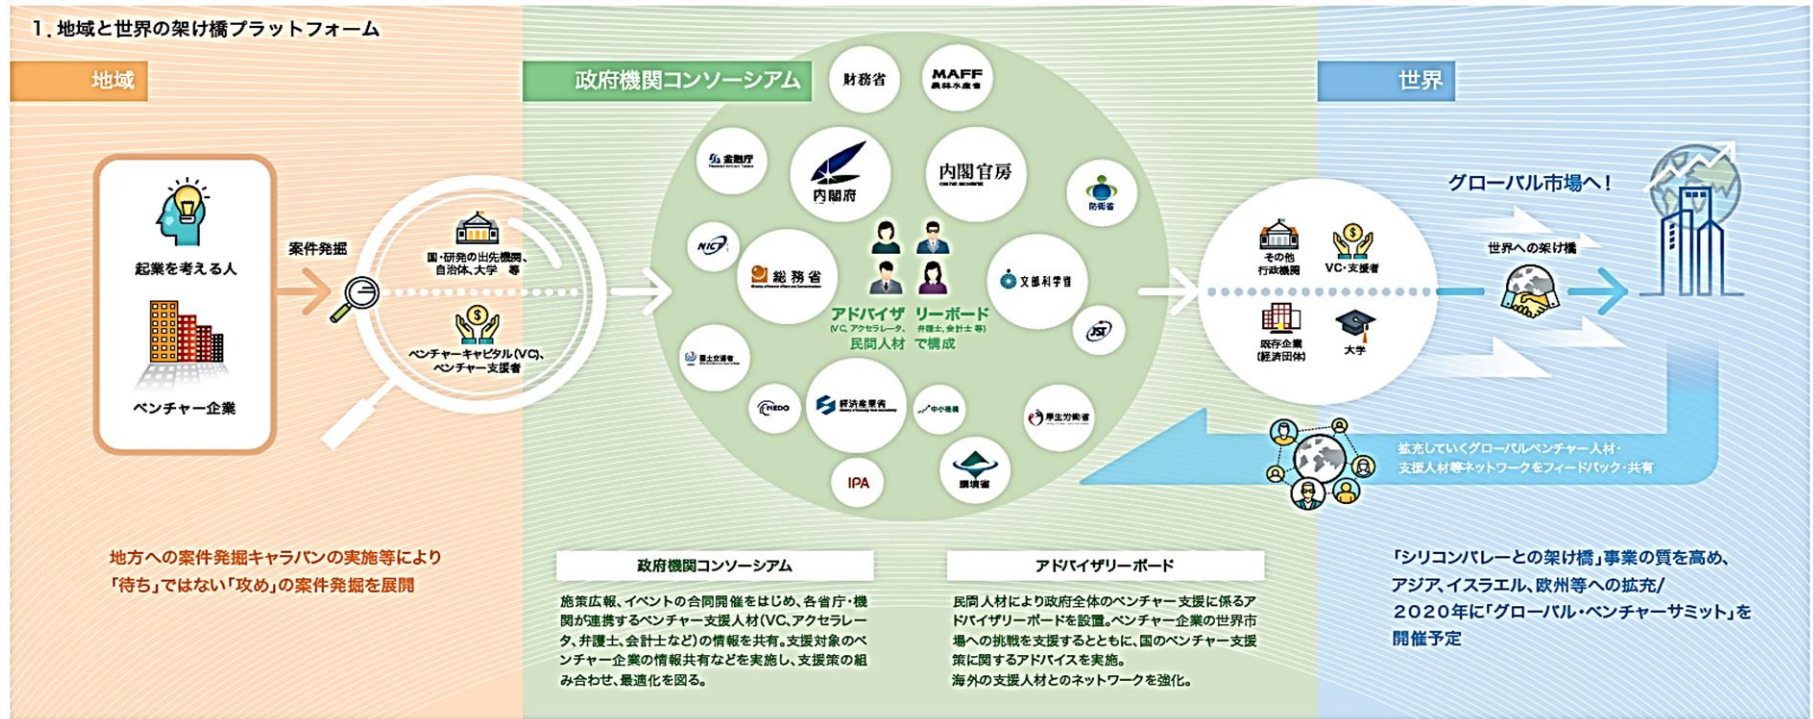 1. 地域と世界の架け橋プラットフォーム
地域
政府機関コンソーシアム
世界
起業を考える人
ベンチャー企業
案件発掘
国・研発の出先機関、
自治体、大学 等
ベンチャーキャピタル(VC)、
ベンチャー支援者
財務省
MAFF
農林水産省
金融庁
内閣府
内閣官房
防衛省
NICT
総務省
文部科学省
アドバイザリーボード
(VC、アクセラレータ、弁護士、会計士 等)
民間人材で構成
JST
国土交通省
NEDO
経済産業省
中小機構
厚生労働省
IPA
環境省
その他
行政機関
VC・支援者
既存企業
(経済団体)
大学
グローバル市場へ!
世界への架け橋
拡充していくグローバルベンチャー人材・
支援人材等ネットワークをフィードバック・共有
地方への案件発掘キャラバンの実施等により
「待ち」ではない「攻め」の案件発掘を展開
政府機関コンソーシアム
施策広報、イベントの合同開催をはじめ、各省庁・機
関が連携するベンチャー支援人材(VC、アクセラレー
タ、弁護士、会計士など)の情報を共有。支援対象のベ
ンチャー企業の情報共有などを実施し、支援策の組
み合わせ、最適化を図る。
アドバイザリーボード
民間人材により政府全体のベンチャー支援に係るア
ドバイザリーボードを設置。ベンチャー企業の世界市
場への挑戦を支援するとともに、国のベンチャー支援
策に関するアドバイスを実施。
海外の支援人材とのネットワークを強化。
「シリコンバレーとの架け橋」事業の質を高め、
アジア、イスラエル、欧州等への拡充/
2020年に「グローバル・ベンチャーサミット」を
開催予定